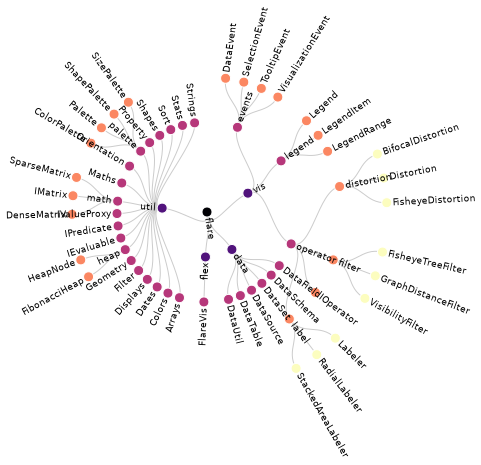 flare
util
Strings
Stats
Sort
Shapes
Property
palette
SizePalette
ShapePalette
Palette
ColorPalette
Orientation
Maths
math
SparseMatrix
IMatrix
DenseMatrix
IValueProxy
IPredicate
IEvaluable
heap
HeapNode
FibonacciHeap
Geometry
Filter
Displays
Dates
Colors
Arrays
flex
FlareVis
data
DataUtil
DataTable
DataSource
DataSet
DataSchema
DataField
vis
events
DataEvent
SelectionEvent
TooltipEvent
VisualizationEvent
legend
Legend
LegendItem
LegendRange
operator
distortion
BifocalDistortion
Distortion
FisheyeDistortion
filter
FisheyeTreeFilter
GraphDistanceFilter
VisibilityFilter
IOperator
label
Labeler
RadialLabeler
StackedAreaLabeler